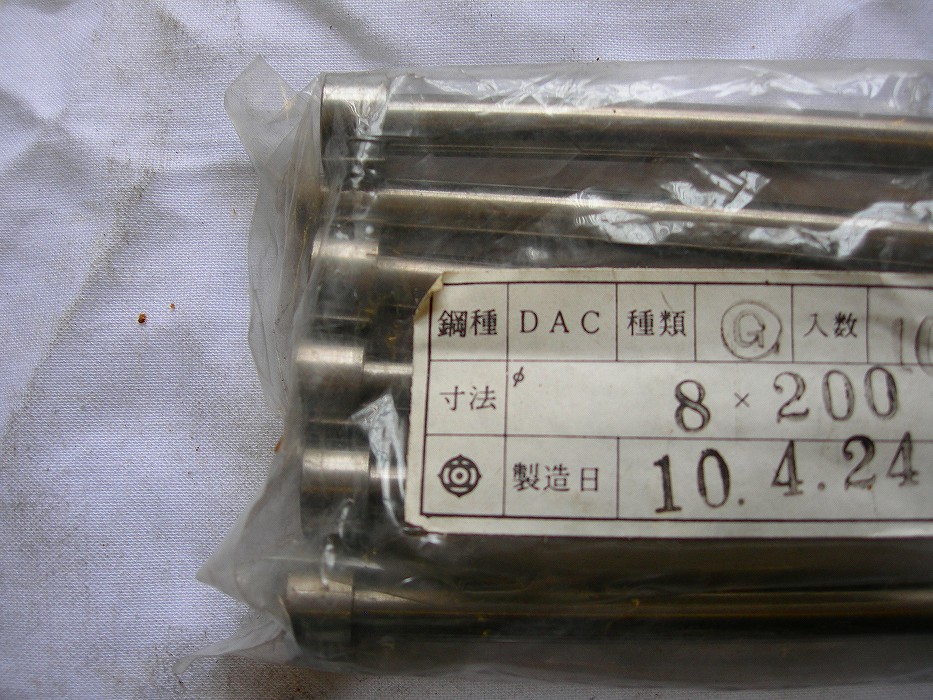 鋼種 DAC 種類 G 入数
寸法 φ 8 × 200
製造日 10.4.24